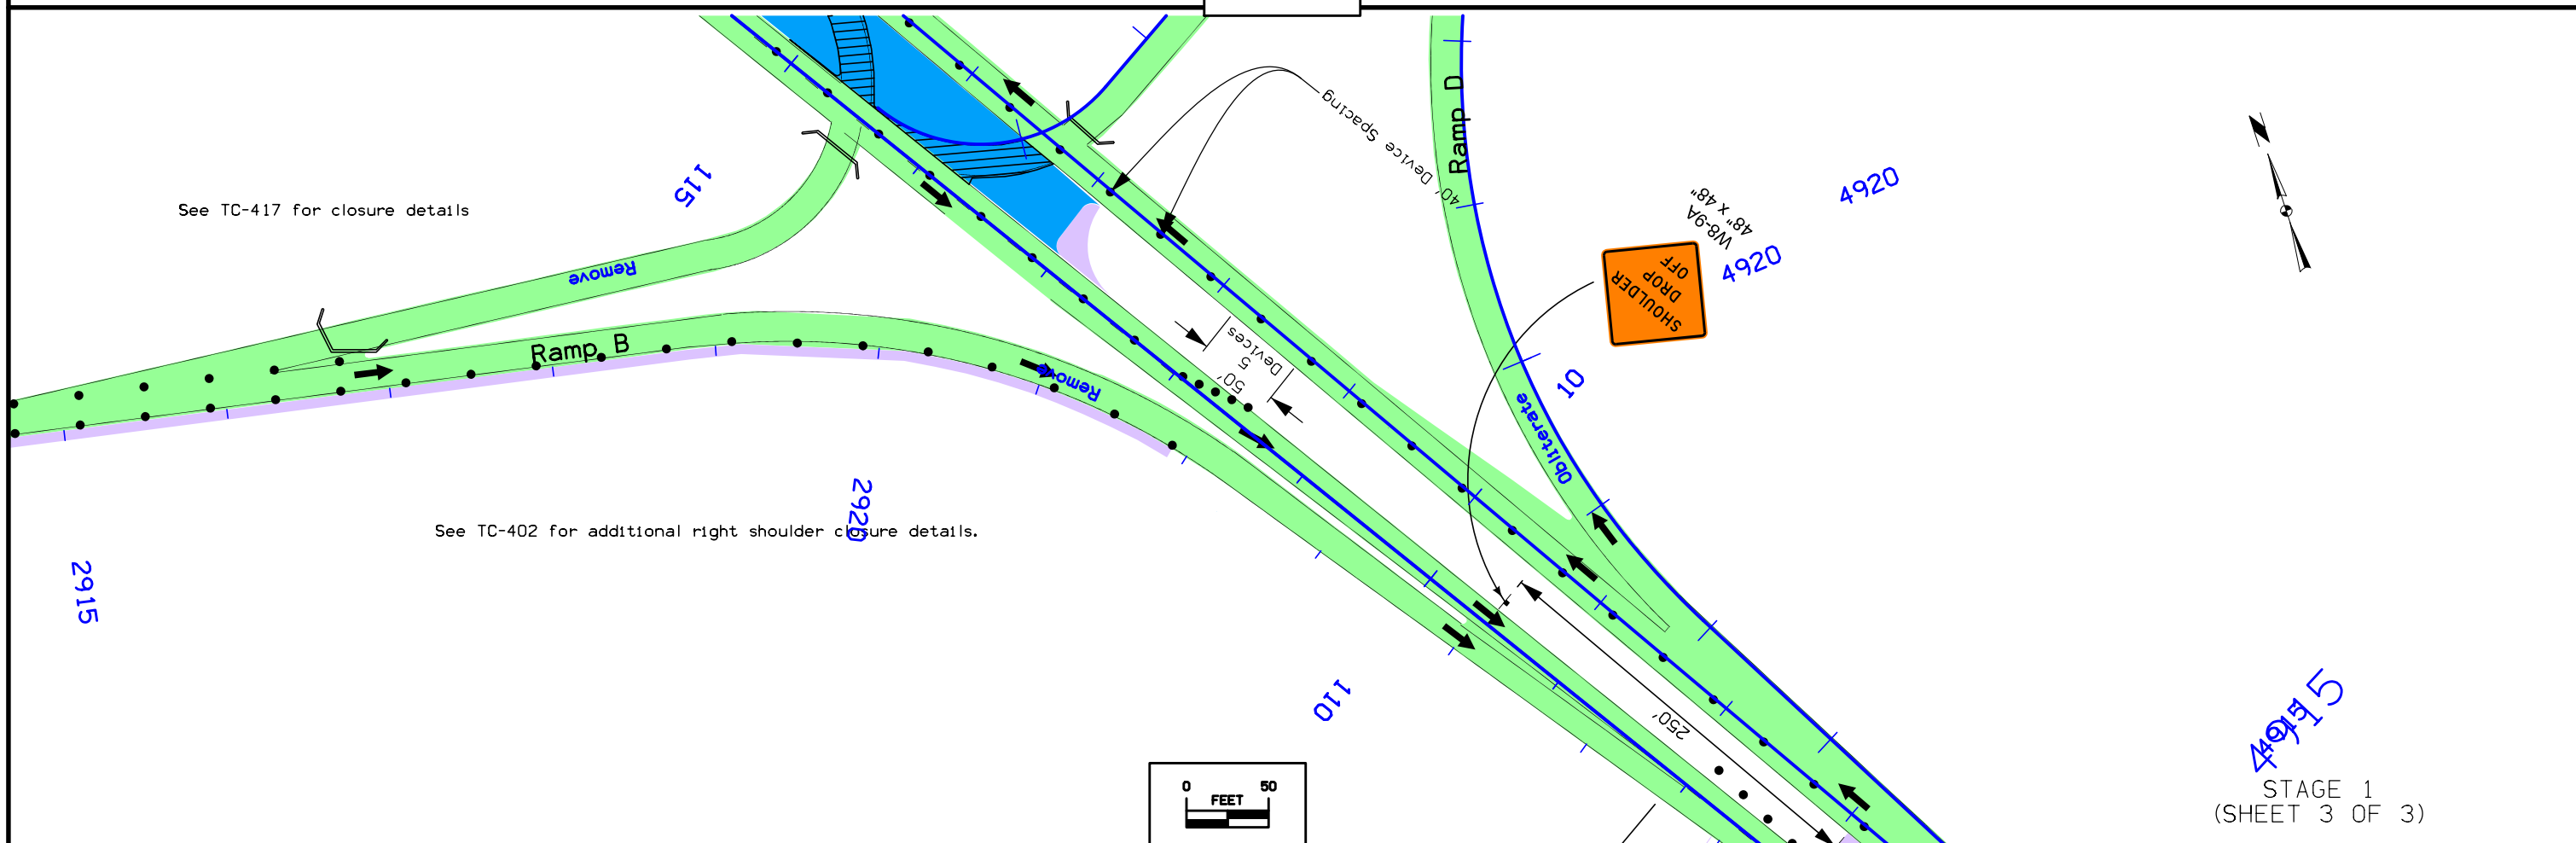 See TC-417 for closure details
115
Remove
Ramp B
Remove
See TC-402 for additional right shoulder closure details.
2915
2920
40' Device Spacing
Ramp D
W8-9A
48" x 48"
SHOULDER
DROP
OFF
4920
4920
10
Obliterate
50'
5
Devices
110
250'
0 50
FEET
4915
STAGE 1
(SHEET 3 OF 3)